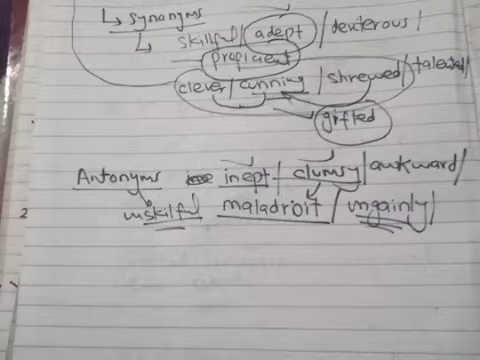 ↳ synonyms
↳ skillful / adept / dexterous /
proficient
clever / cunning / shrewed / talented /
gifted
Antonyms inept / clumsy / awkward /
unskilful maladroit / ungainly /
2